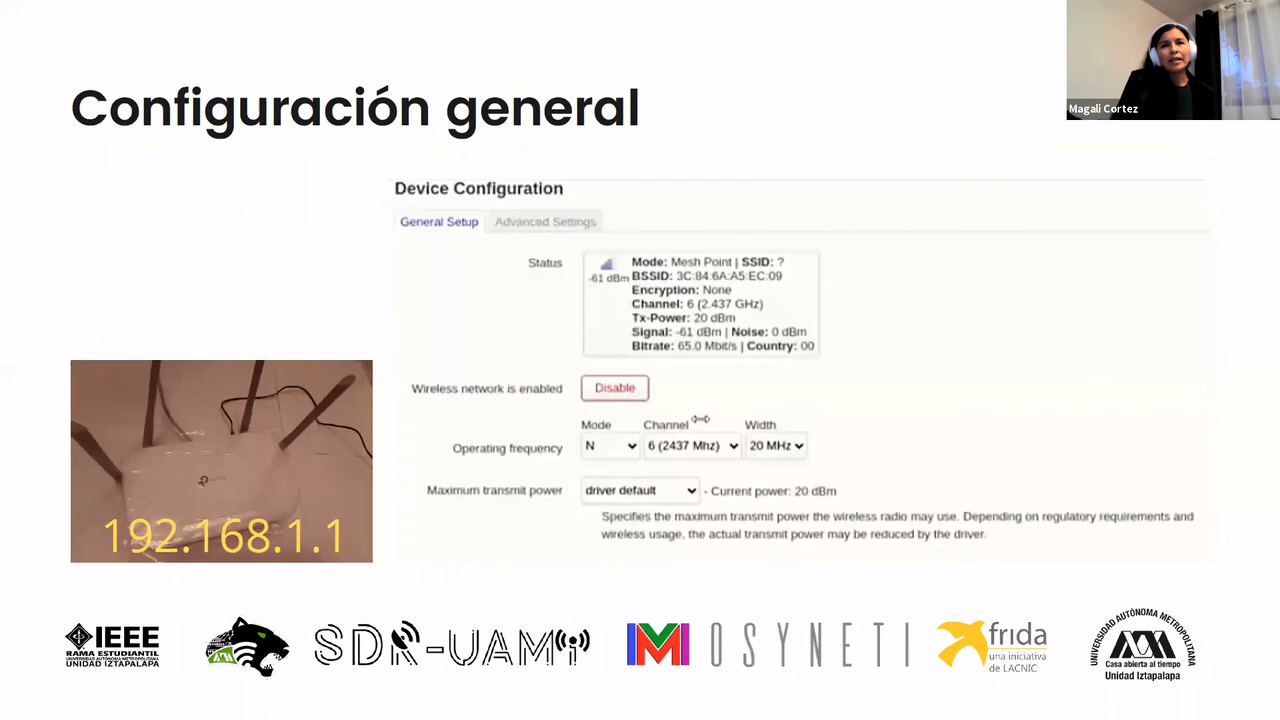 Magali Cortez
Configuración general
Device Configuration
General Setup
Advanced Settings
Status
-61 dBm
Mode: Mesh Point | SSID: ?
BSSID: 3C:84:6A:A5:EC:09
Encryption: None
Channel: 6 (2.437 GHz)
Tx-Power: 20 dBm
Signal: -61 dBm | Noise: 0 dBm
Bitrate: 65.0 Mbit/s | Country: 00
Wireless network is enabled
Disable
Mode Channel Width
Operating frequency
N 6 (2437 Mhz) 20 MHz
Maximum transmit power
driver default
- Current power: 20 dBm
Specifies the maximum transmit power the wireless radio may use. Depending on regulatory requirements and
wireless usage, the actual transmit power may be reduced by the driver.
192.168.1.1
IEEE
RAMA ESTUDIANTIL
UNIVERSIDAD AUTÓNOMA METROPOLITANA
UNIDAD IZTAPALAPA
SDR-UAMi
M OSYNETI
frida
una iniciativa
de LACNIC
UNIVERSIDAD AUTÓNOMA METROPOLITANA
Casa abierta al tiempo
Unidad Iztapalapa